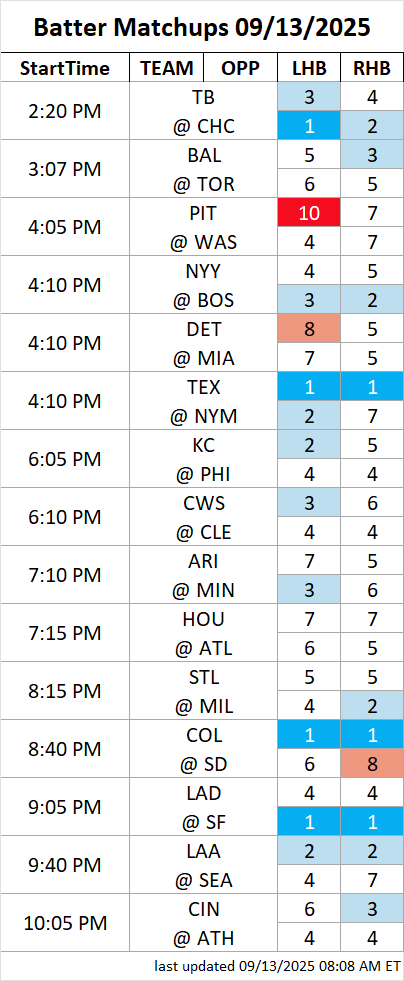 Batter Matchups 09/13/2025
StartTime TEAM OPP LHB RHB
2:20 PM
TB 3 4
@ CHC 1 2
3:07 PM
BAL 5 3
@ TOR 6 5
4:05 PM
PIT 10 7
@ WAS 4 7
4:10 PM
NYY 4 5
@ BOS 3 2
4:10 PM
DET 8 5
@ MIA 7 5
4:10 PM
TEX 1 1
@ NYM 2 7
6:05 PM
KC 2 5
@ PHI 4 4
6:10 PM
CWS 3 6
@ CLE 4 4
7:10 PM
ARI 7 5
@ MIN 3 6
7:15 PM
HOU 7 7
@ ATL 6 5
8:15 PM
STL 5 5
@ MIL 4 2
8:40 PM
COL 1 1
@ SD 6 8
9:05 PM
LAD 4 4
@ SF 1 1
9:40 PM
LAA 2 2
@ SEA 4 7
10:05 PM
CIN 6 3
@ ATH 4 4
last updated 09/13/2025 08:08 AM ET